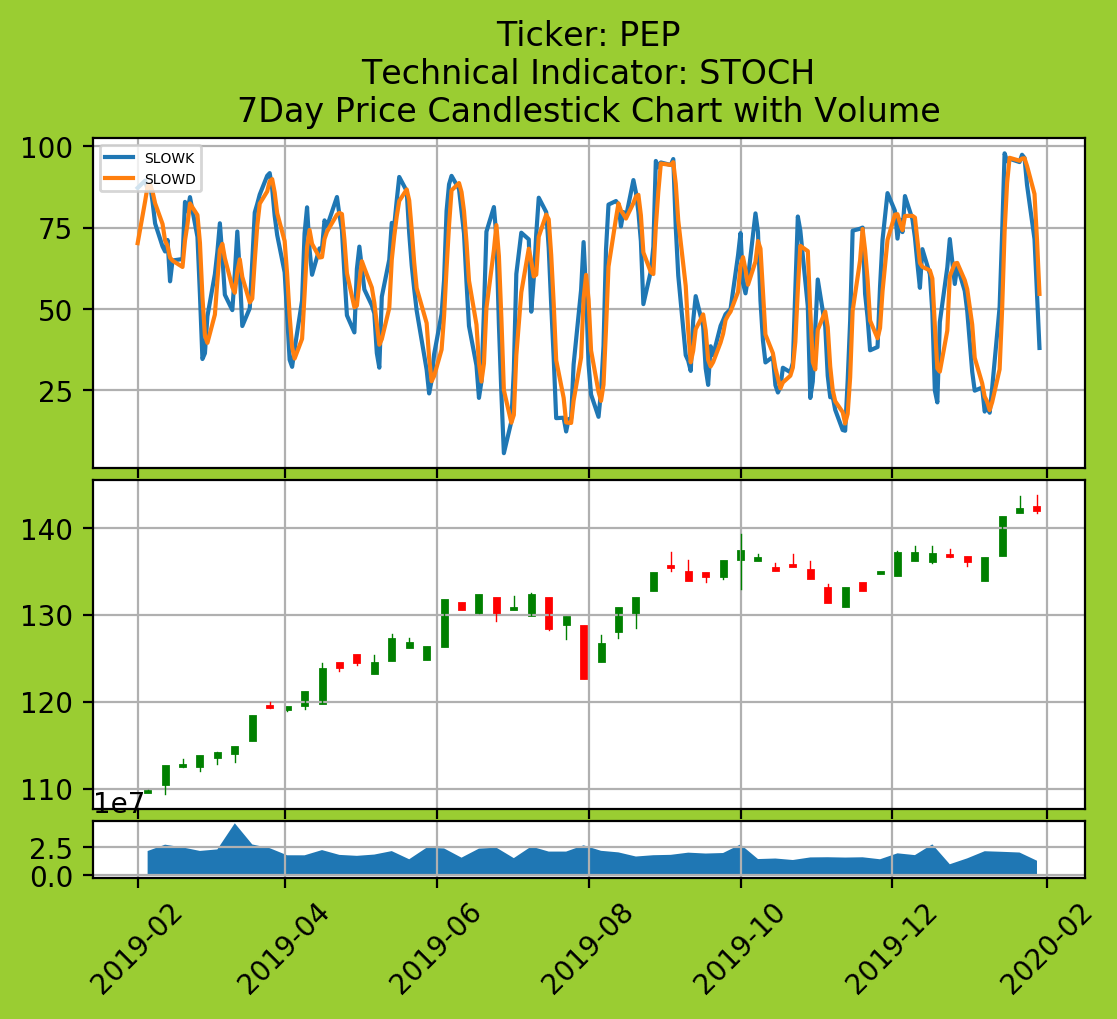 Ticker: PEP
Technical Indicator: STOCH
7Day Price Candlestick Chart with Volume
100
75
50
25
SLOWK
SLOWD
140
130
120
110
1e7
2.5
0.0
2019-02
2019-04
2019-06
2019-08
2019-10
2019-12
2020-02